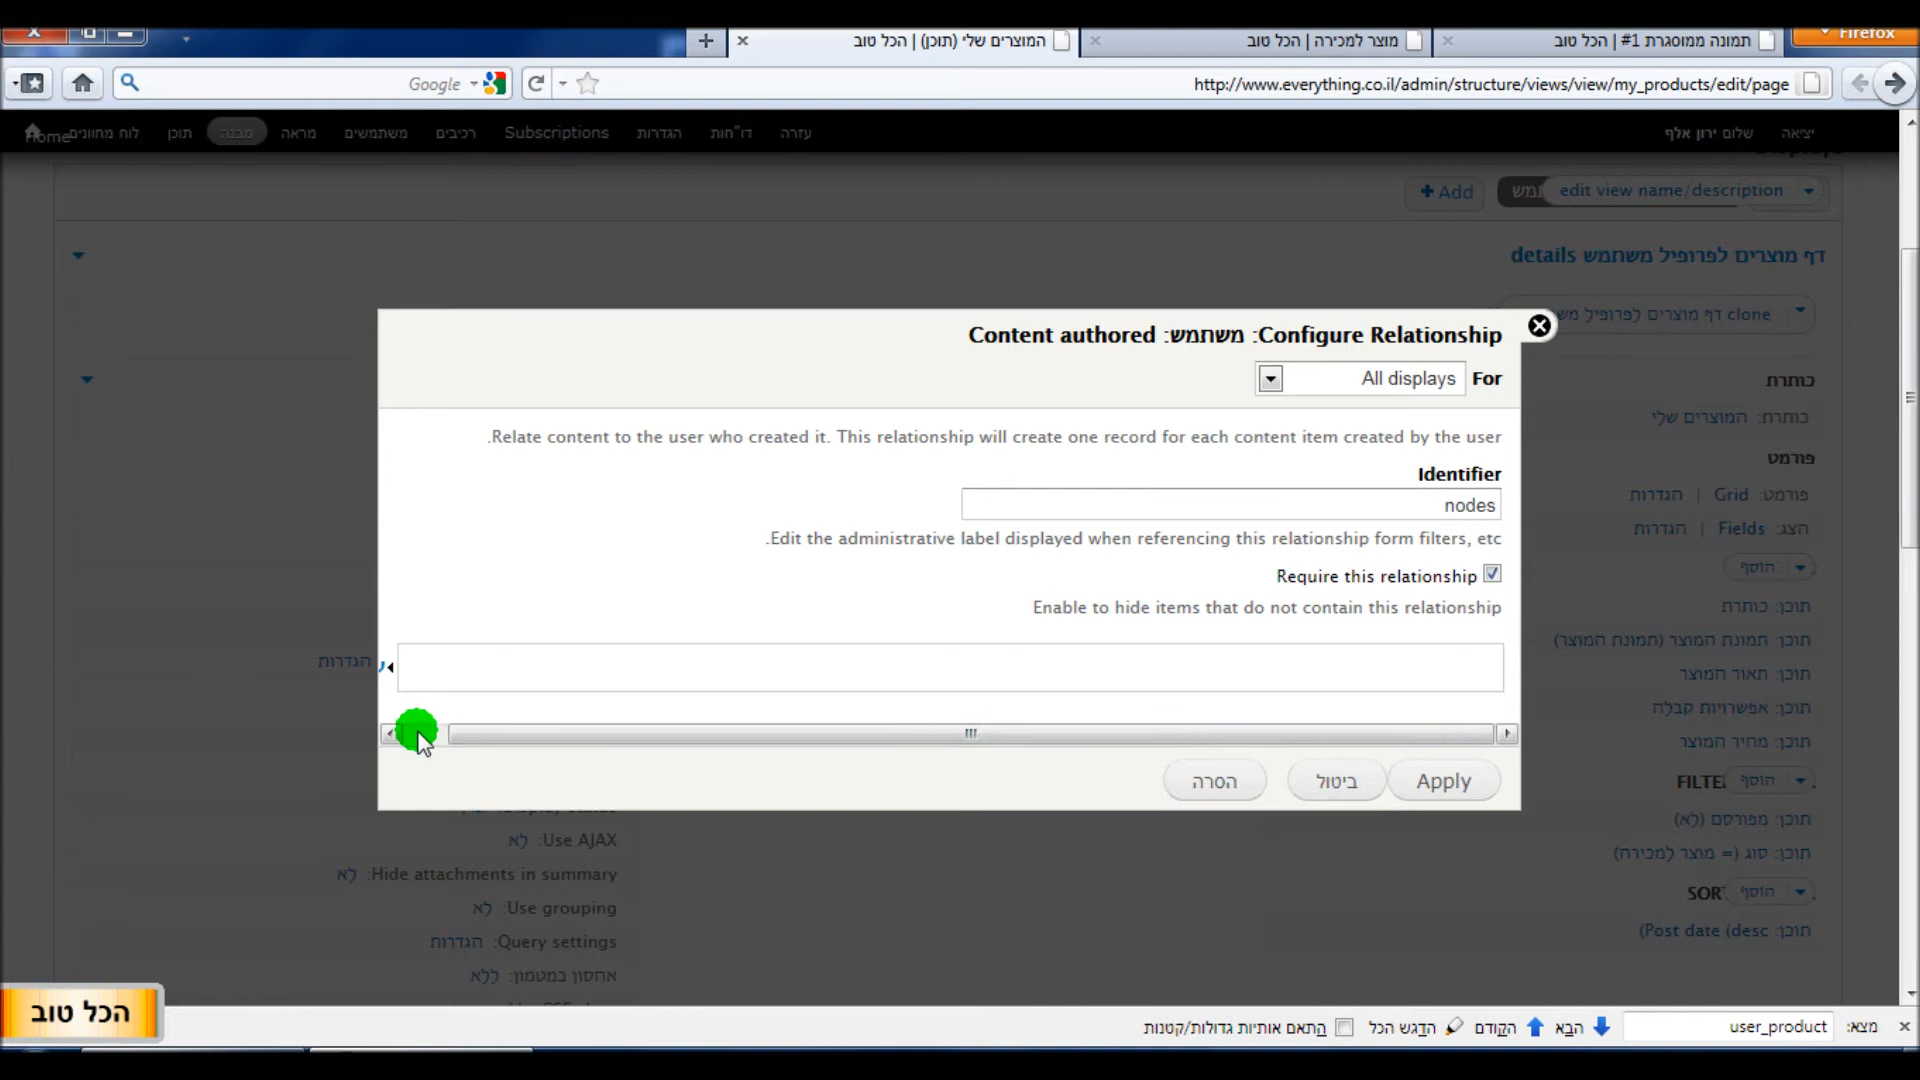 Firefox
תמונה ממוסגרת #1 | הכל טוב
מוצר למכירה | הכל טוב
המוצרים שלי (תוכן) | הכל טוב
http://www.everything.co.il/admin/structure/views/view/my_products/edit/page
Google
Home
לוח מחוונים
תוכן
מבנה
מראה
משתמשים
רכיבים
Subscriptions
הגדרות
דו"חות
עזרה
שלום ירון אלף
יציאה
edit view name/description
Add
דף מוצרים לפרופיל משתמש details
clone דף מוצרים לפרופיל
כותרת
כותרת: המוצרים שלי
פורמט
פורמט: Grid | הגדרות
הצג: Fields | הגדרות
הוסף
תוכן: כותרת
תוכן: תמונת המוצר (תמונת המוצר)
תוכן: תאור המוצר
תוכן: אפשרויות קבלה
תוכן: מחיר המוצר
הוסף
תוכן: מפורסם (לא)
תוכן: סוג (= מוצר למכירה)
הוסף
תוכן: Post date (desc)
Configure Relationship: משתמש: Content authored
For All displays
Relate content to the user who created it. This relationship will create one record for each content item created by the user.
Identifier
nodes
Edit the administrative label displayed when referencing this relationship form filters, etc.
Require this relationship
Enable to hide items that do not contain this relationship
Apply
ביטול
הסרה
הגדרות
Use AJAX: לא
Hide attachments in summary: לא
Use grouping: לא
Query settings: הגדרות
אחסון במטמון: ללא
הכל טוב
מצא: user_product
הבא
הקודם
הדגש הכל
התאם אותיות גדולות/קטנות